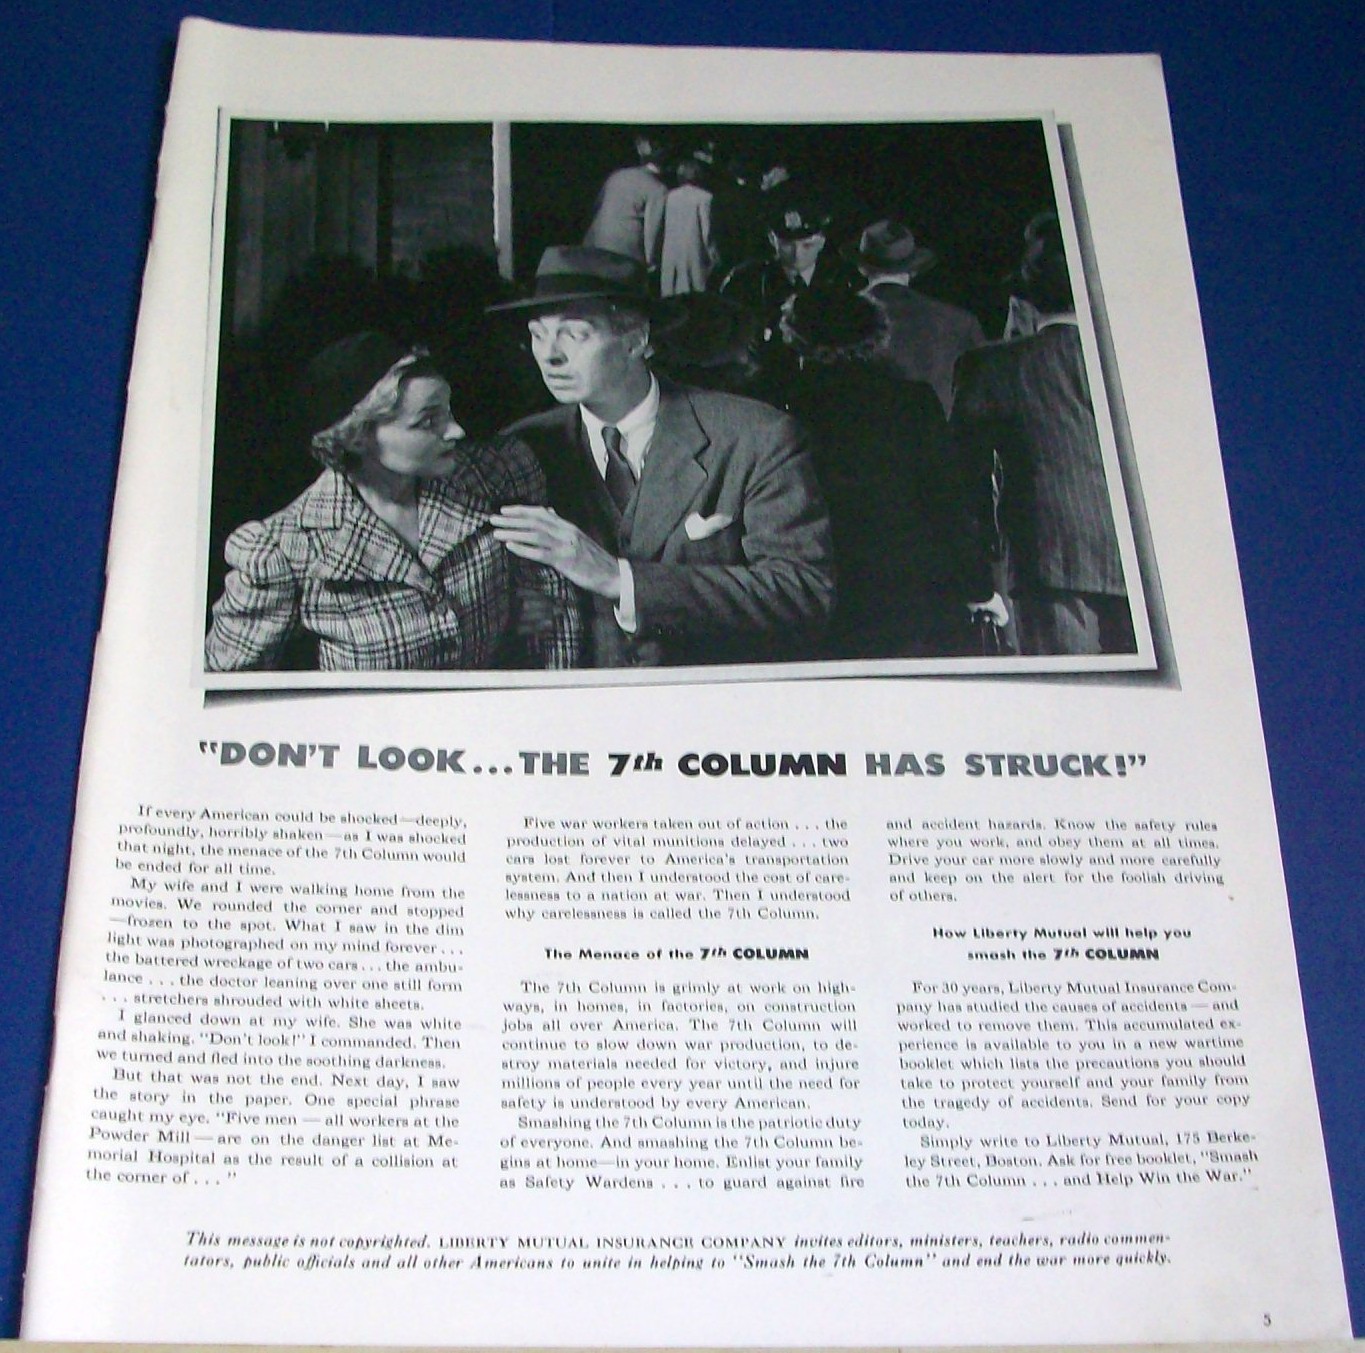 "DON'T LOOK...THE 7th COLUMN HAS STRUCK!"
If every American could be shocked—deeply,
profoundly, horribly shaken—as I was shocked
that night, the menace of the 7th Column would
be ended for all time.
My wife and I were walking home from the
movies. We rounded the corner and stopped
—frozen to the spot. What I saw in the dim
light was photographed on my mind forever . . .
the battered wreckage of two cars . . . the ambu-
lance . . . the doctor leaning over one still form
. . . stretchers shrouded with white sheets.
I glanced down at my wife. She was white
and shaking. "Don't look!" I commanded. Then
we turned and fled into the soothing darkness.
But that was not the end. Next day, I saw
the story in the paper. One special phrase
caught my eye. "Five men — all workers at the
Powder Mill — are on the danger list at Me-
morial Hospital as the result of a collision at
the corner of . . . "
Five war workers taken out of action . . . the
production of vital munitions delayed . . . two
cars lost forever to America's transportation
system. And then I understood the cost of care-
lessness to a nation at war. Then I understood
why carelessness is called the 7th Column.
The Menace of the 7th COLUMN
The 7th Column is grimly at work on high-
ways, in homes, in factories, on construction
jobs all over America. The 7th Column will
continue to slow down war production, to de-
stroy materials needed for victory, and injure
millions of people every year until the need for
safety is understood by every American.
Smashing the 7th Column is the patriotic duty
of everyone. And smashing the 7th Column be-
gins at home—in your home. Enlist your family
as Safety Wardens . . . to guard against fire
and accident hazards. Know the safety rules
where you work, and obey them at all times.
Drive your car more slowly and more carefully
and keep on the alert for the foolish driving
of others.
How Liberty Mutual will help you
smash the 7th COLUMN
For 30 years, Liberty Mutual Insurance Com-
pany has studied the causes of accidents — and
worked to remove them. This accumulated ex-
perience is available to you in a new wartime
booklet which lists the precautions you should
take to protect yourself and your family from
the tragedy of accidents. Send for your copy
today.
Simply write to Liberty Mutual, 175 Berke-
ley Street, Boston. Ask for free booklet, "Smash
the 7th Column . . . and Help Win the War."
This message is not copyrighted. LIBERTY MUTUAL INSURANCE COMPANY invites editors, ministers, teachers, radio commen-
tators, public officials and all other Americans to unite in helping to "Smash the 7th Column" and end the war more quickly.
5